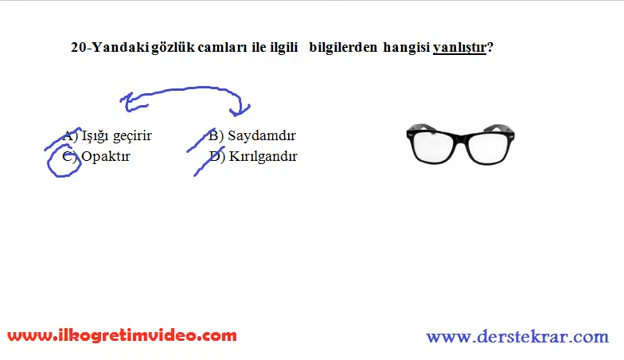 20-Yandaki gözlük camları ile ilgili bilgilerden hangisi yanlıştır?
A) Işığı geçirir B) Saydamdır
C) Opaktır D) Kırılgandır
www.ilkogretimvideo.com www.derstekrar.com